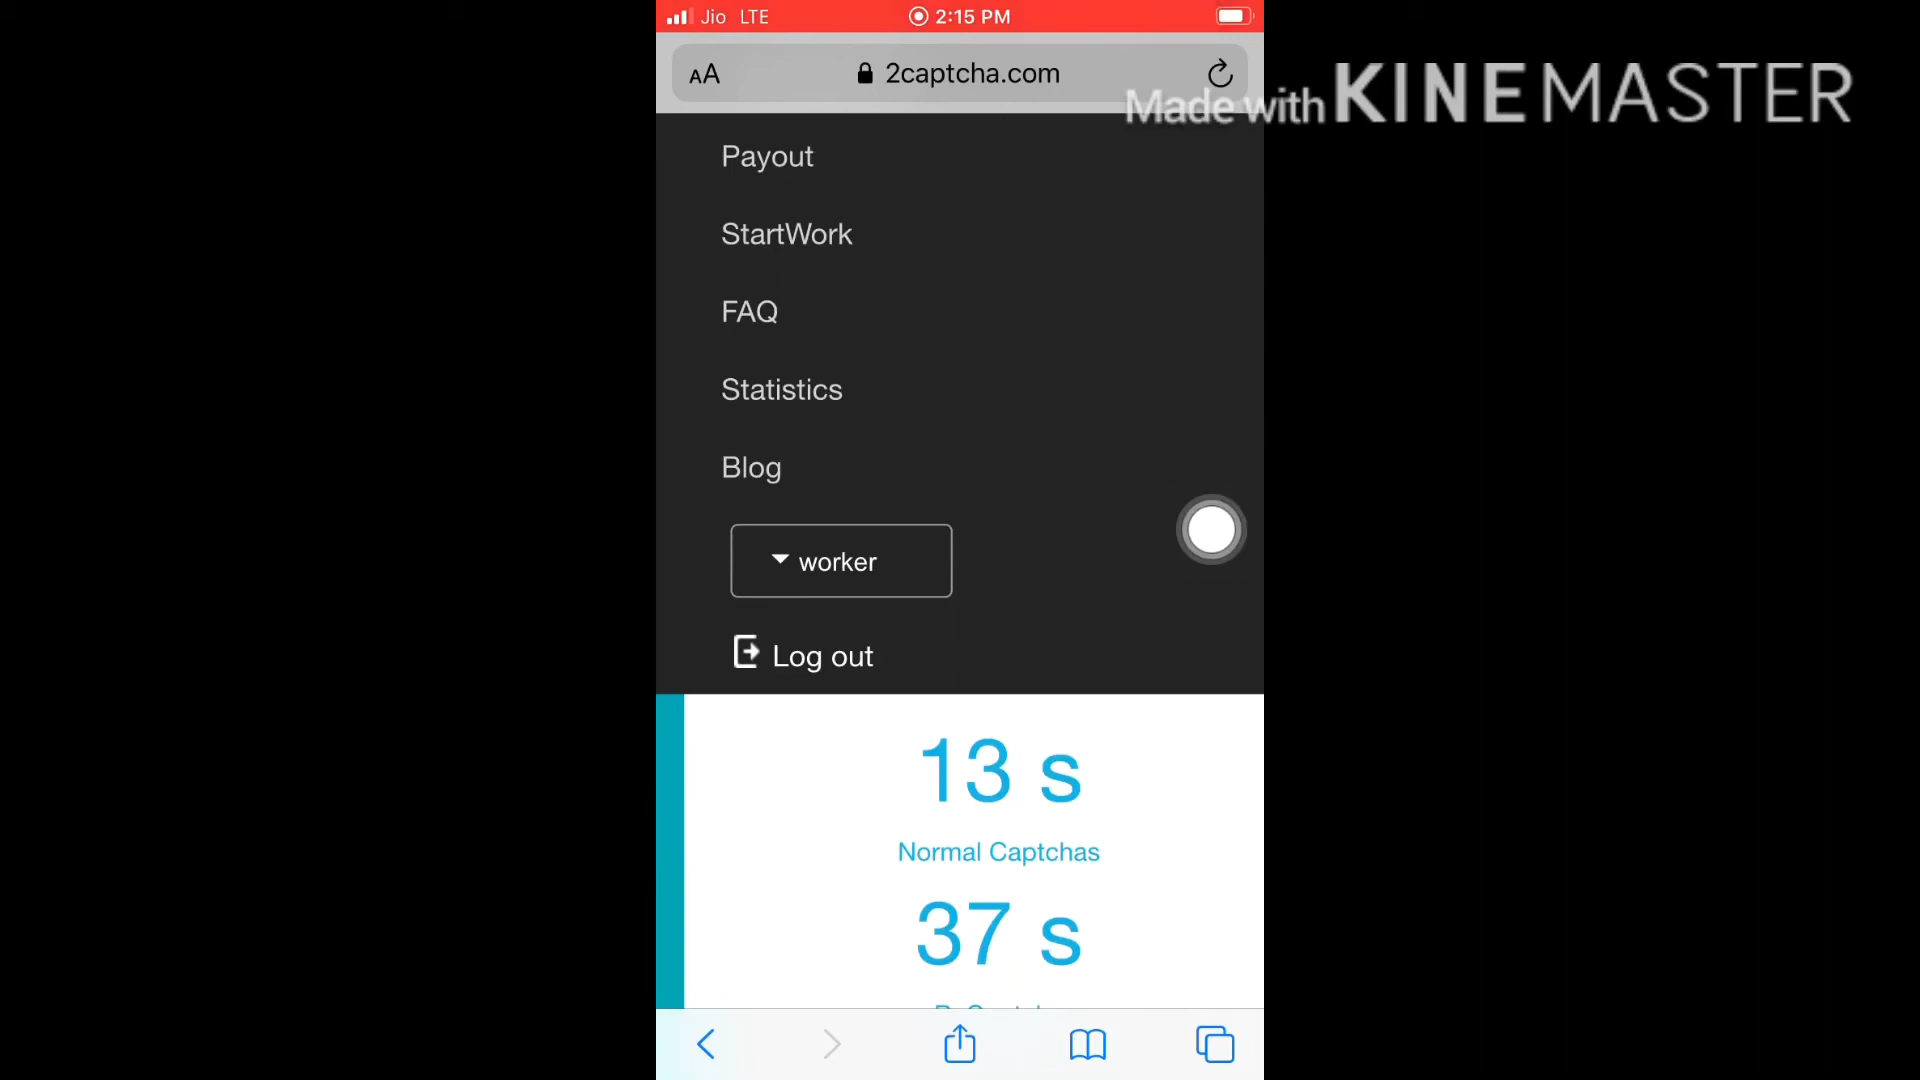 Jio LTE 2:15 PM
AA 2captcha.com
Made with KINEMASTER
Payout
StartWork
FAQ
Statistics
Blog
worker
Log out
13 s
Normal Captchas
37 s